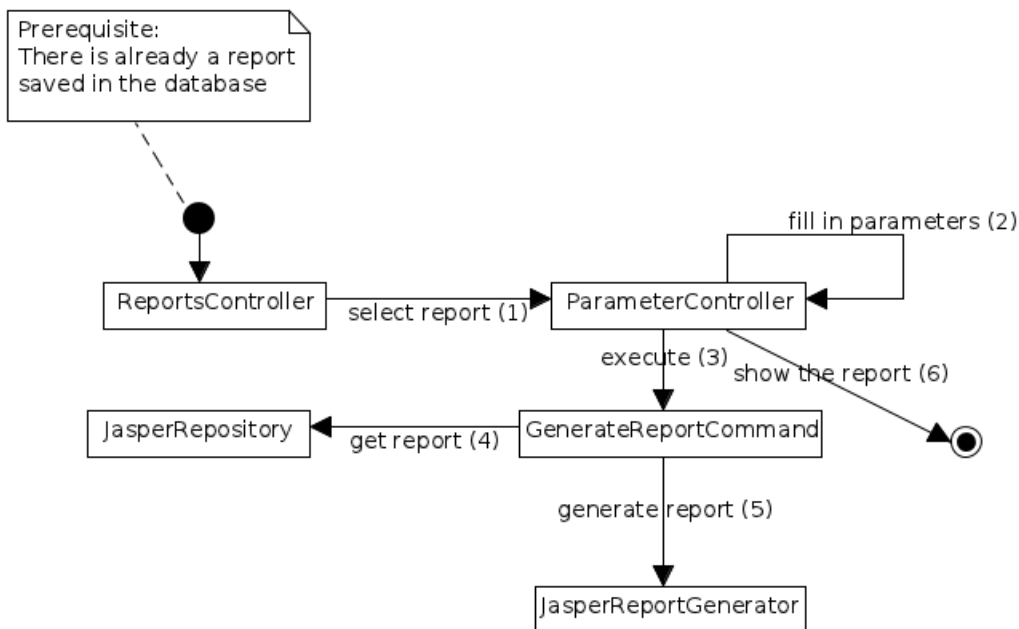 Prerequisite:
There is already a report
saved in the database
fill in parameters (2)
ReportsController
select report (1)
ParameterController
execute (3)
show the report (6)
JasperRepository
get report (4)
GenerateReportCommand
generate report (5)
JasperReportGenerator